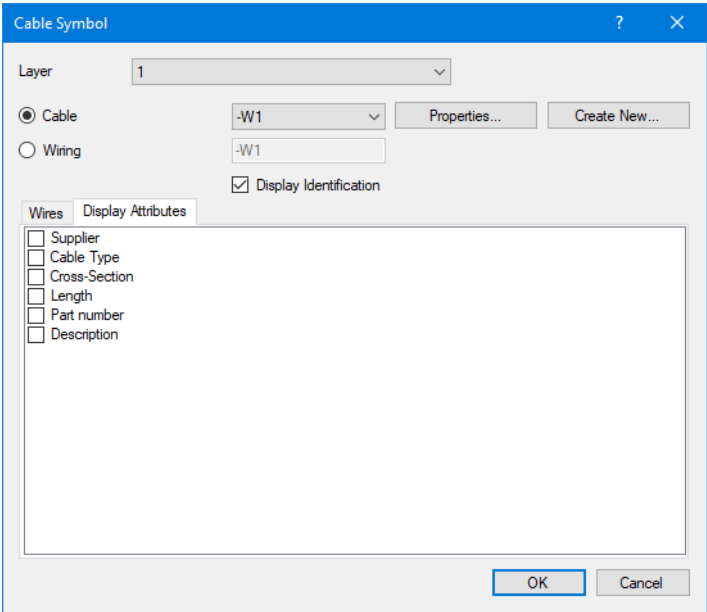 Cable Symbol ?
Layer 1
Cable -W1 Properties... Create New...
Wiring -W1
Display Identification
Wires Display Attributes
Supplier
Cable Type
Cross-Section
Length
Part number
Description
OK Cancel